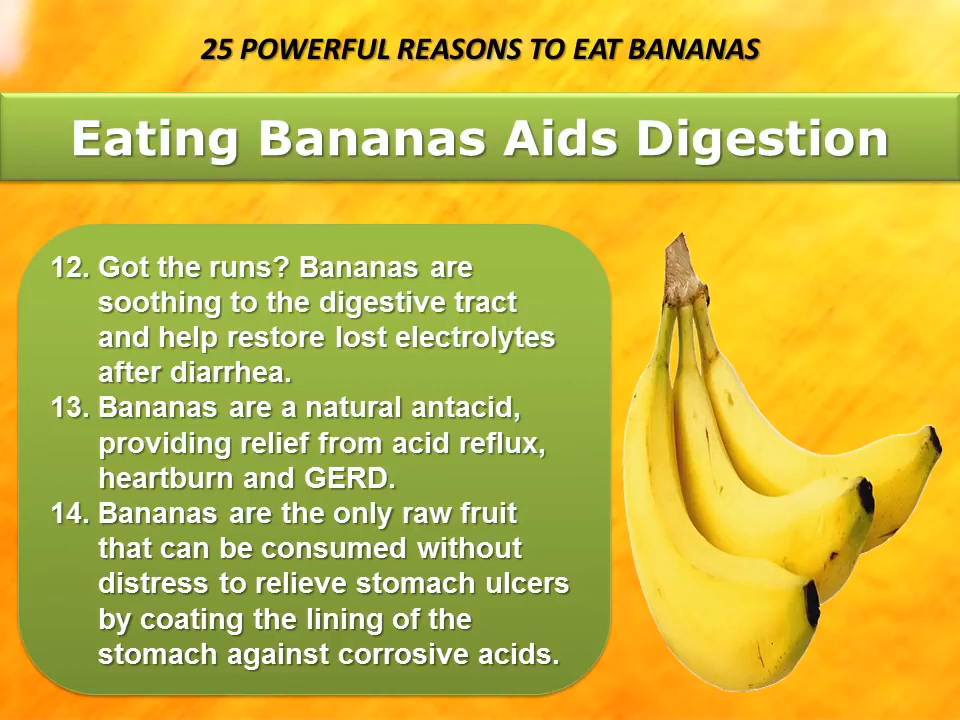 25 POWERFUL REASONS TO EAT BANANAS
Eating Bananas Aids Digestion
12. Got the runs? Bananas are
soothing to the digestive tract
and help restore lost electrolytes
after diarrhea.
13. Bananas are a natural antacid,
providing relief from acid reflux,
heartburn and GERD.
14. Bananas are the only raw fruit
that can be consumed without
distress to relieve stomach ulcers
by coating the lining of the
stomach against corrosive acids.